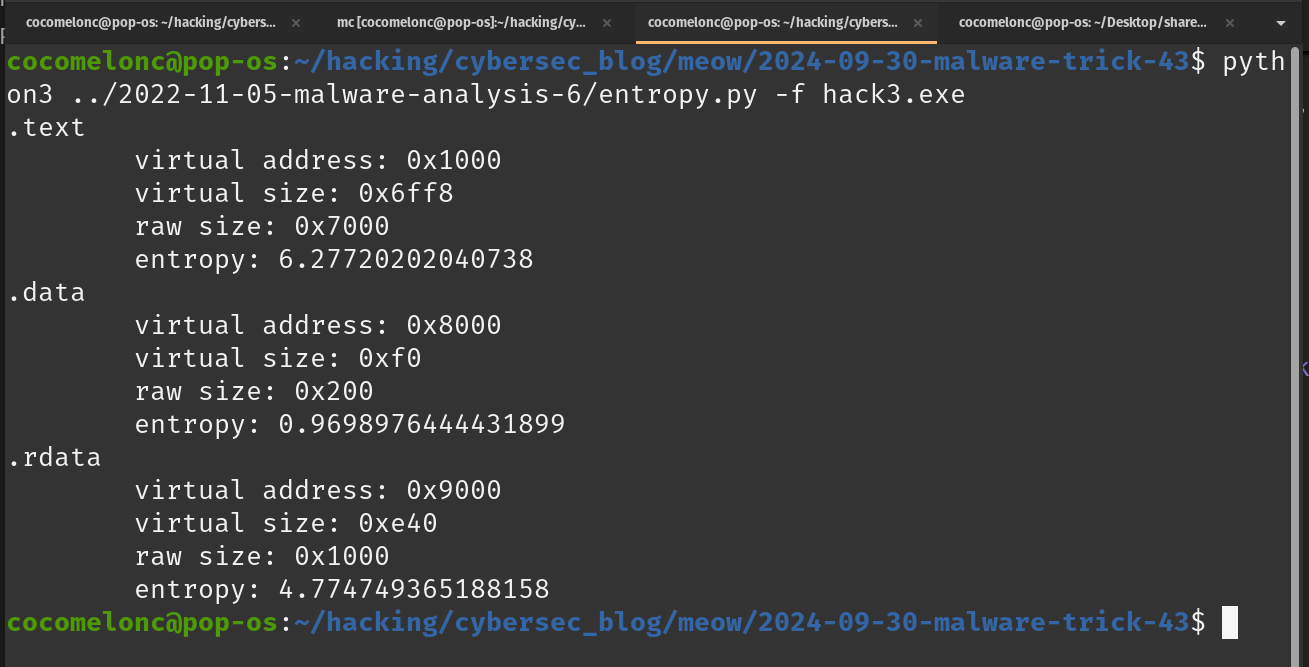 cocomelonc@pop-os: ~/hacking/cybers... × mc [cocomelonc@pop-os]:~/hacking/cy... × cocomelonc@pop-os: ~/hacking/cybers... × cocomelonc@pop-os: ~/Desktop/share... ×
cocomelonc@pop-os:~/hacking/cybersec_blog/meow/2024-09-30-malware-trick-43$ pyth
on3 ../2022-11-05-malware-analysis-6/entropy.py -f hack3.exe
.text
virtual address: 0x1000
virtual size: 0x6ff8
raw size: 0x7000
entropy: 6.27720202040738
.data
virtual address: 0x8000
virtual size: 0xf0
raw size: 0x200
entropy: 0.9698976444431899
.rdata
virtual address: 0x9000
virtual size: 0xe40
raw size: 0x1000
entropy: 4.774749365188158
cocomelonc@pop-os:~/hacking/cybersec_blog/meow/2024-09-30-malware-trick-43$